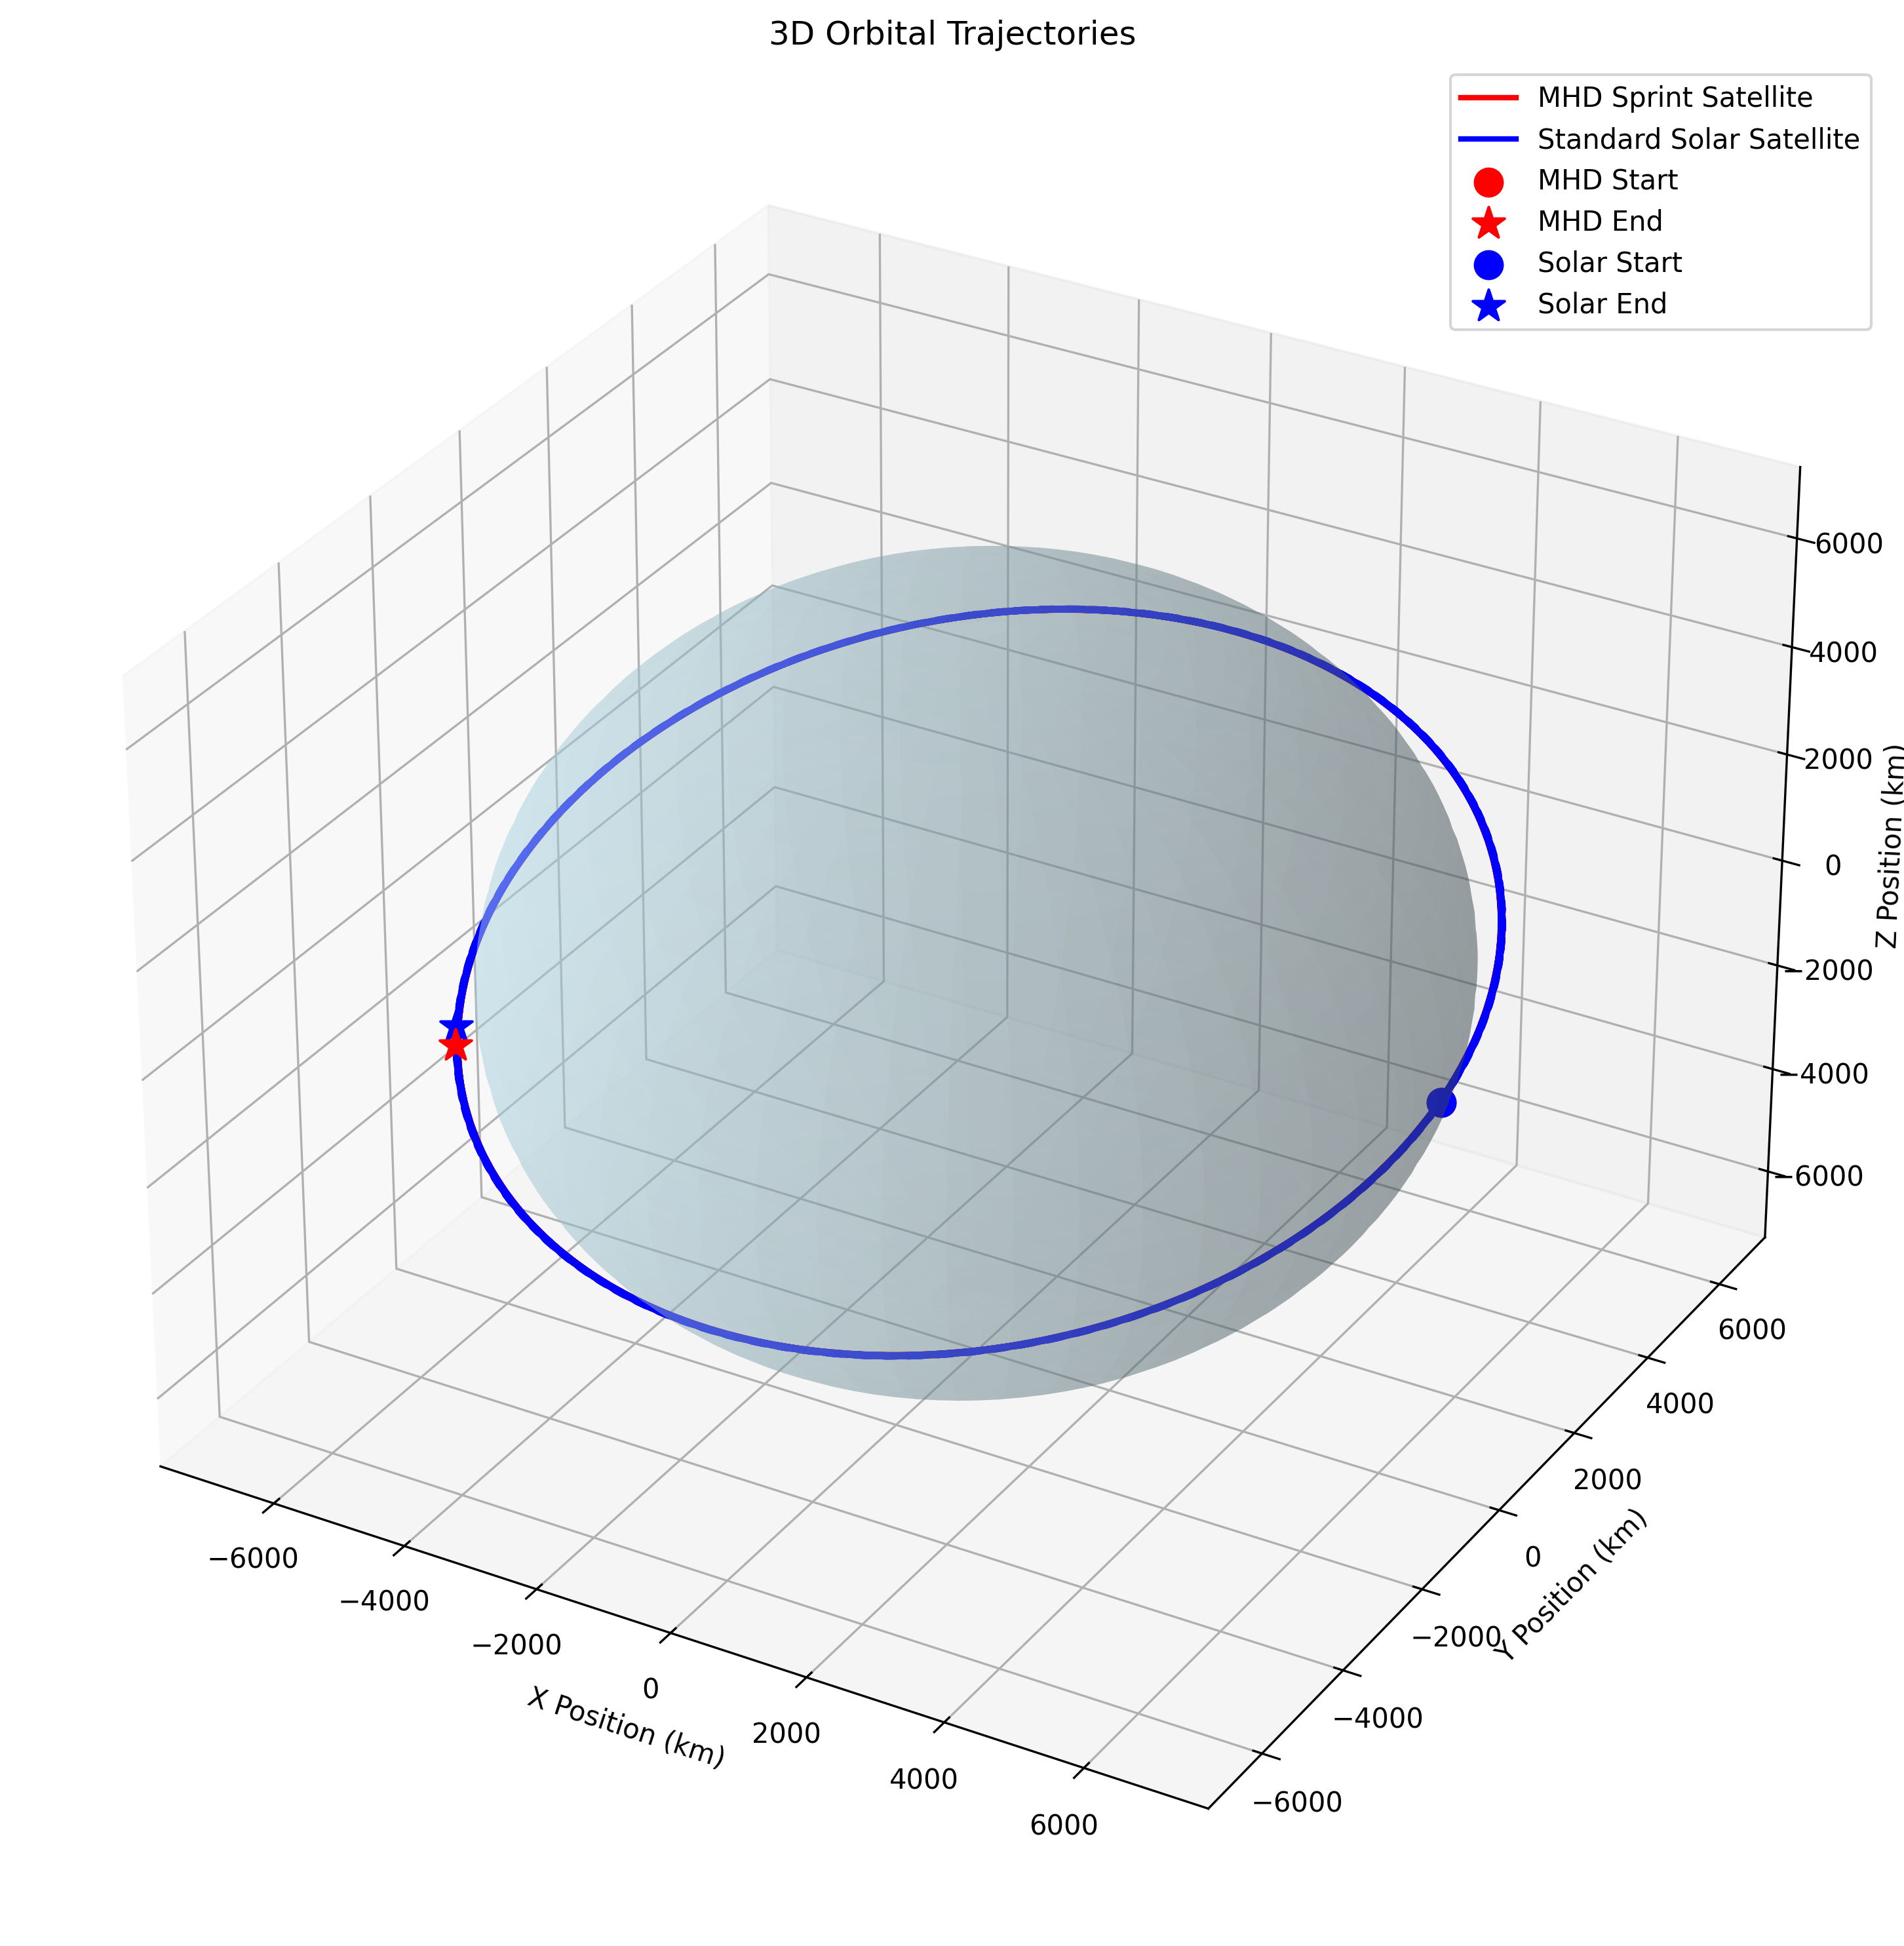 3D Orbital Trajectories
MHD Sprint Satellite
Standard Solar Satellite
MHD Start
MHD End
Solar Start
Solar End
6000
4000
2000
0
−2000
−4000
−6000
Z Position (km)
6000
4000
2000
0
−2000
−4000
−6000
Y Position (km)
−6000
−4000
−2000
0
2000
4000
6000
X Position (km)